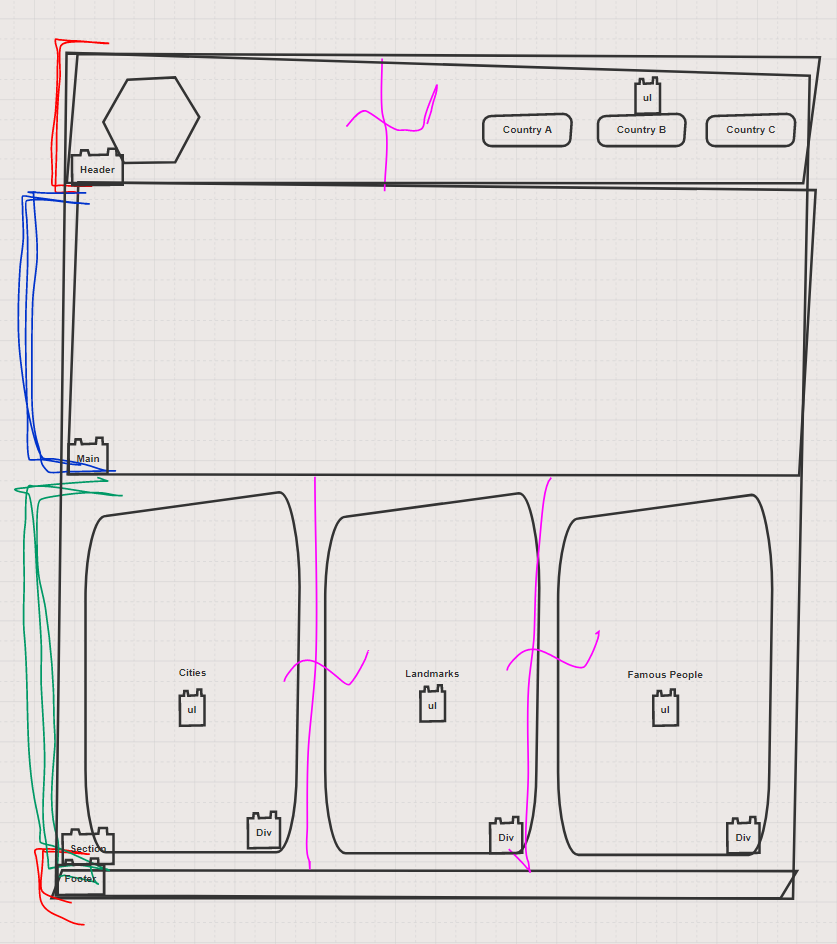 ul
Country A
Country B
Country C
Header
Main
Cities
Landmarks
Famous People
ul
ul
ul
Div
Div
Div
Section
Footer